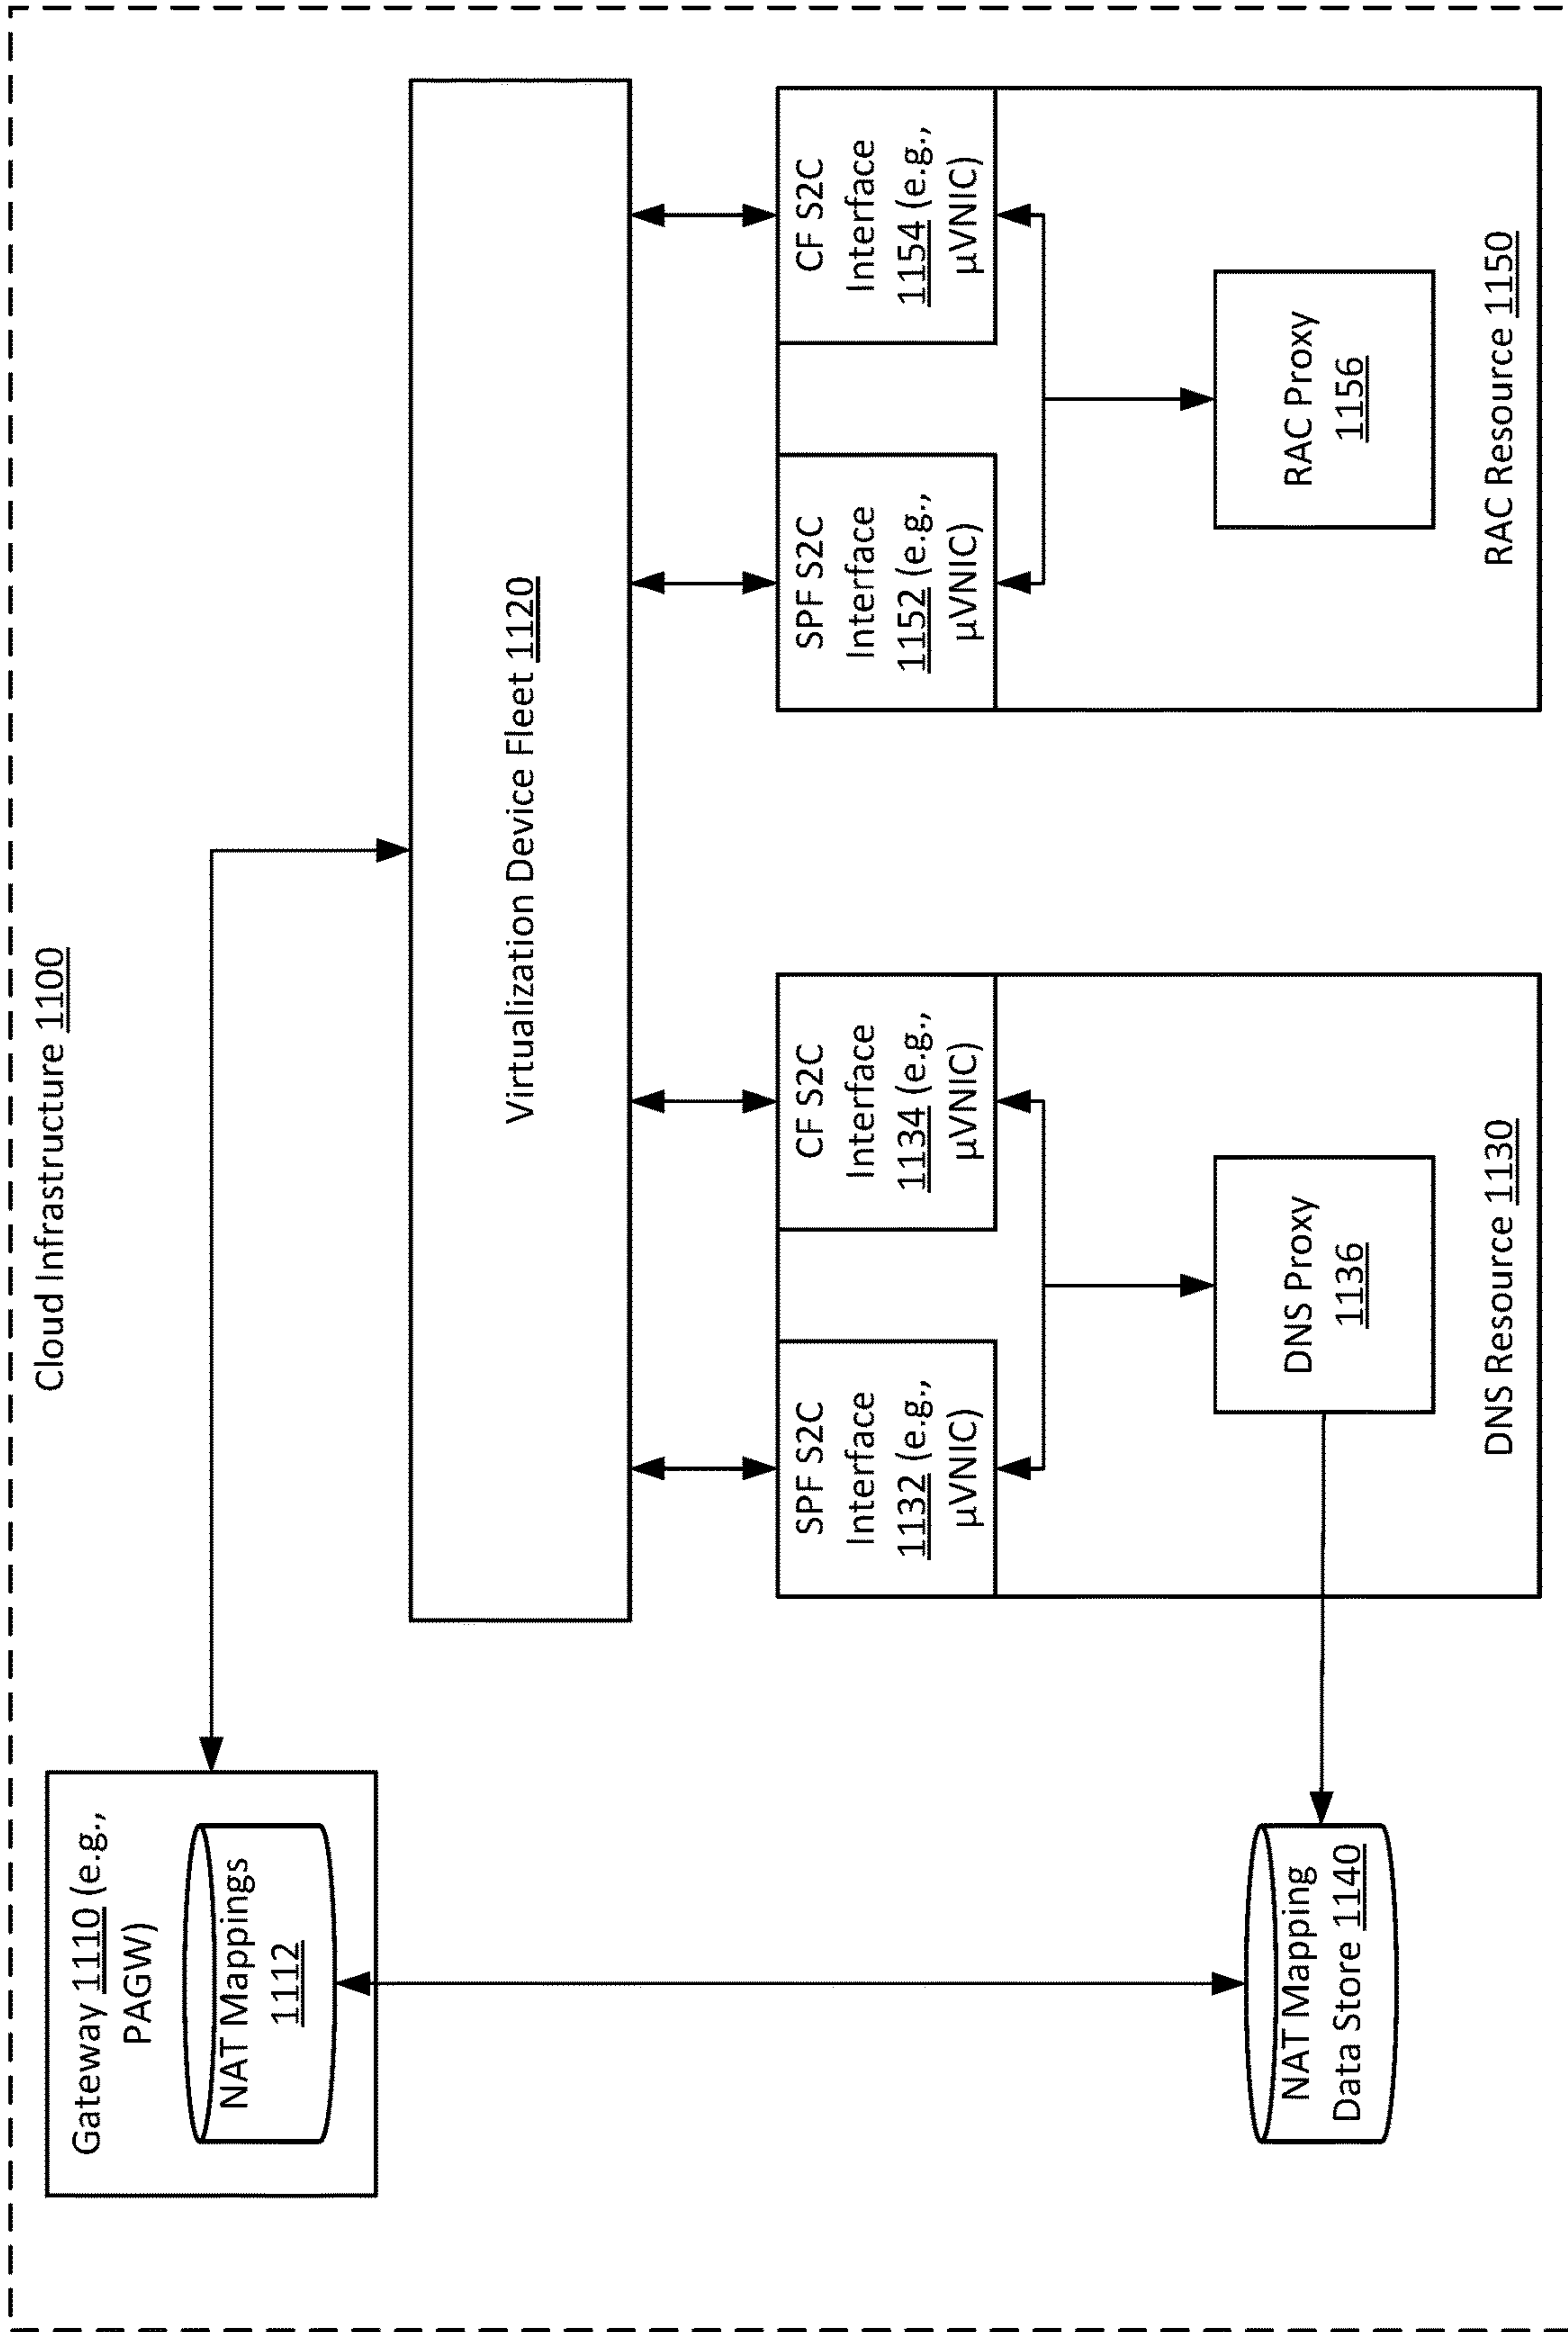 Cloud Infrastructure 1100
Gateway 1110 (e.g.,
PAGW)
NAT Mappings
1112
Virtualization Device Fleet 1120
SPF S2C
Interface
1132 (e.g.,
µVNIC)
CF S2C
Interface
1134 (e.g.,
µVNIC)
SPF S2C
Interface
1152 (e.g.,
µVNIC)
CF S2C
Interface
1154 (e.g.,
µVNIC)
NAT Mapping
Data Store 1140
DNS Proxy
1136
DNS Resource 1130
RAC Proxy
1156
RAC Resource 1150